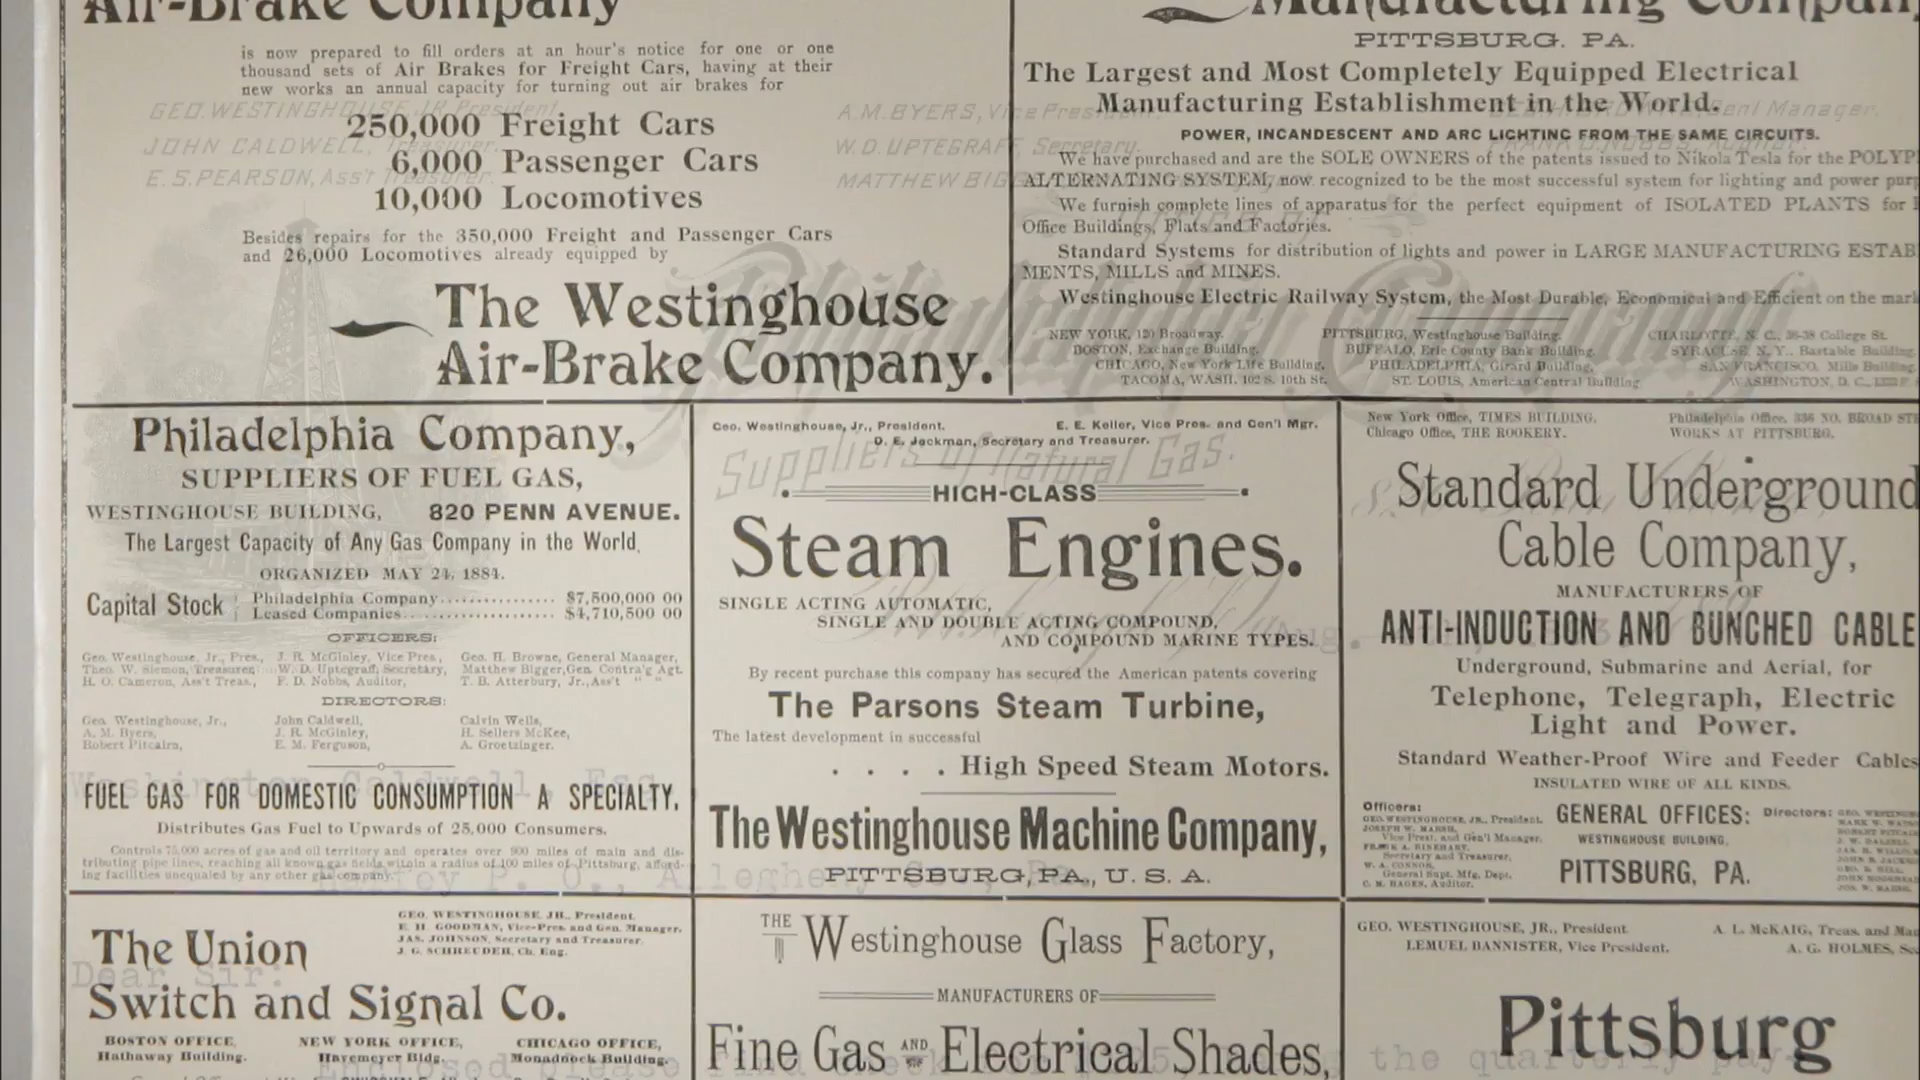 Air-Brake Company
is now prepared to fill orders at an hour's notice for one or one
thousand sets of Air Brakes for Freight Cars, having at their
new works an annual capacity for turning out air brakes for
250,000 Freight Cars
6,000 Passenger Cars
10,000 Locomotives
Besides repairs for the 350,000 Freight and Passenger Cars
and 26,000 Locomotives already equipped by
The Westinghouse
Air-Brake Company.
Manufacturing Company
PITTSBURG, PA.
The Largest and Most Completely Equipped Electrical
Manufacturing Establishment in the World.
POWER, INCANDESCENT AND ARC LIGHTING FROM THE SAME CIRCUITS.
We have purchased and are the SOLE OWNERS of the patents issued to Nikola Tesla for the POLYP
ALTERNATING SYSTEM, now recognized to be the most successful system for lighting and power
We furnish complete lines of apparatus for the perfect equipment of ISOLATED PLANTS for
Office Buildings, Flats and Factories.
Standard Systems for distribution of lights and power in LARGE MANUFACTURING ESTAB
MENTS, MILLS and MINES.
Westinghouse Electric Railway System, the Most Durable, Economical and Efficient on the
NEW YORK, 120 Broadway. PITTSBURG, Westinghouse Building. CHARLOTTE, N. C., 36-38 College St.
BOSTON, Exchange Building. BUFFALO, Erie County Bank Building. SYRACUSE, N. Y., Bastable Building.
CHICAGO, New York Life Building. PHILADELPHIA, Girard Building. SAN FRANCISCO, Mills Building.
TACOMA, WASH. 102 S. 10th St. ST. LOUIS, American Central Building WASHINGTON, D. C.,
GEO. WESTINGHOUSE, JR. President. A. M. BYERS, Vice President. Gen'l Manager.
JOHN CALDWELL, Treasurer. W. D. UPTEGRAFF, Secretary.
E. S. PEARSON, Ass't Treasurer. MATTHEW
Philadelphia Company
Suppliers of Natural Gas.
Philadelphia Company,
SUPPLIERS OF FUEL GAS,
WESTINGHOUSE BUILDING, 820 PENN AVENUE.
The Largest Capacity of Any Gas Company in the World,
ORGANIZED MAY 24, 1884.
Capital Stock
Philadelphia Company.............. $7,500,000 00
Leased Companies................... $4,710,500 00
OFFICERS:
Geo. Westinghouse, Jr., Pres., J. R. McGinley, Vice Pres., Geo. H. Browne, General Manager,
Theo. W. Siemon, Treasurer, W. D. Uptegraff, Secretary, Matthew Bigger, Gen. Contra'g Agt.
H. O. Cameron, Ass't Treas., F. D. Nobbs, Auditor, T. B. Atterbury, Jr., Ass't " "
DIRECTORS:
Geo. Westinghouse, Jr., John Caldwell, Calvin Wells,
A. M. Byers, J. R. McGinley, H. Sellers McKee,
Robert Pitcairn, E. M. Ferguson, A. Groetzinger.
FUEL GAS FOR DOMESTIC CONSUMPTION A SPECIALTY.
Distributes Gas Fuel to Upwards of 25,000 Consumers.
Controls 75,000 acres of gas and oil territory and operates over 900 miles of main and dis-
tributing pipe lines, reaching all known gas fields within a radius of 100 miles of Pittsburg, afford-
ing facilities unequaled by any other gas company.
Geo. Westinghouse, Jr., President. E. E. Keller, Vice Pres. and Gen'l Mgr.
O. E. Jackman, Secretary and Treasurer.
HIGH-CLASS
Steam Engines.
SINGLE ACTING AUTOMATIC,
SINGLE AND DOUBLE ACTING COMPOUND,
AND COMPOUND MARINE TYPES.
By recent purchase this company has secured the American patents covering
The Parsons Steam Turbine,
The latest development in successful
. . . . High Speed Steam Motors.
The Westinghouse Machine Company,
PITTSBURG, PA., U. S. A.
New York Office, TIMES BUILDING. Philadelphia Office, 336 NO. BROAD
Chicago Office, THE ROOKERY. WORKS AT PITTSBURG.
Standard Underground
Cable Company,
MANUFACTURERS OF
ANTI-INDUCTION AND BUNCHED CABLE
Underground, Submarine and Aerial, for
Telephone, Telegraph, Electric
Light and Power.
Standard Weather-Proof Wire and Feeder Cables
INSULATED WIRE OF ALL KINDS.
Officers: GENERAL OFFICES: Directors:
GEO. WESTINGHOUSE, JR., President.
JOSEPH W. MARSH,
Vice Prest. and Gen'l Manager. WESTINGHOUSE BUILDING,
FRANK A. RINEHART,
Secretary and Treasurer.
W. A. CONNOR,
General Supt. Mfg. Dept. PITTSBURG, PA.
C. M. HAGEN, Auditor.
Washington Caldwell, Esq.,
P. O., Allegheny Co., Pa.
Dear Sir:
Enclosed please find the quarterly
The Union
Switch and Signal Co.
GEO. WESTINGHOUSE, JR., President.
E. H. GOODMAN, Vice-Pres. and Gen. Manager.
JAS. JOHNSON, Secretary and Treasurer.
J. G. SCHREUDER, Ch. Eng.
BOSTON OFFICE, NEW YORK OFFICE, CHICAGO OFFICE,
Hathaway Building. Havemeyer Bldg. Monadnock Building.
THE Westinghouse Glass Factory,
MANUFACTURERS OF
Fine Gas AND Electrical Shades,
GEO. WESTINGHOUSE, JR., President A. L. McKAIG, Treas. and
LEMUEL BANNISTER, Vice President. A. G. HOLMES,
Pittsburg